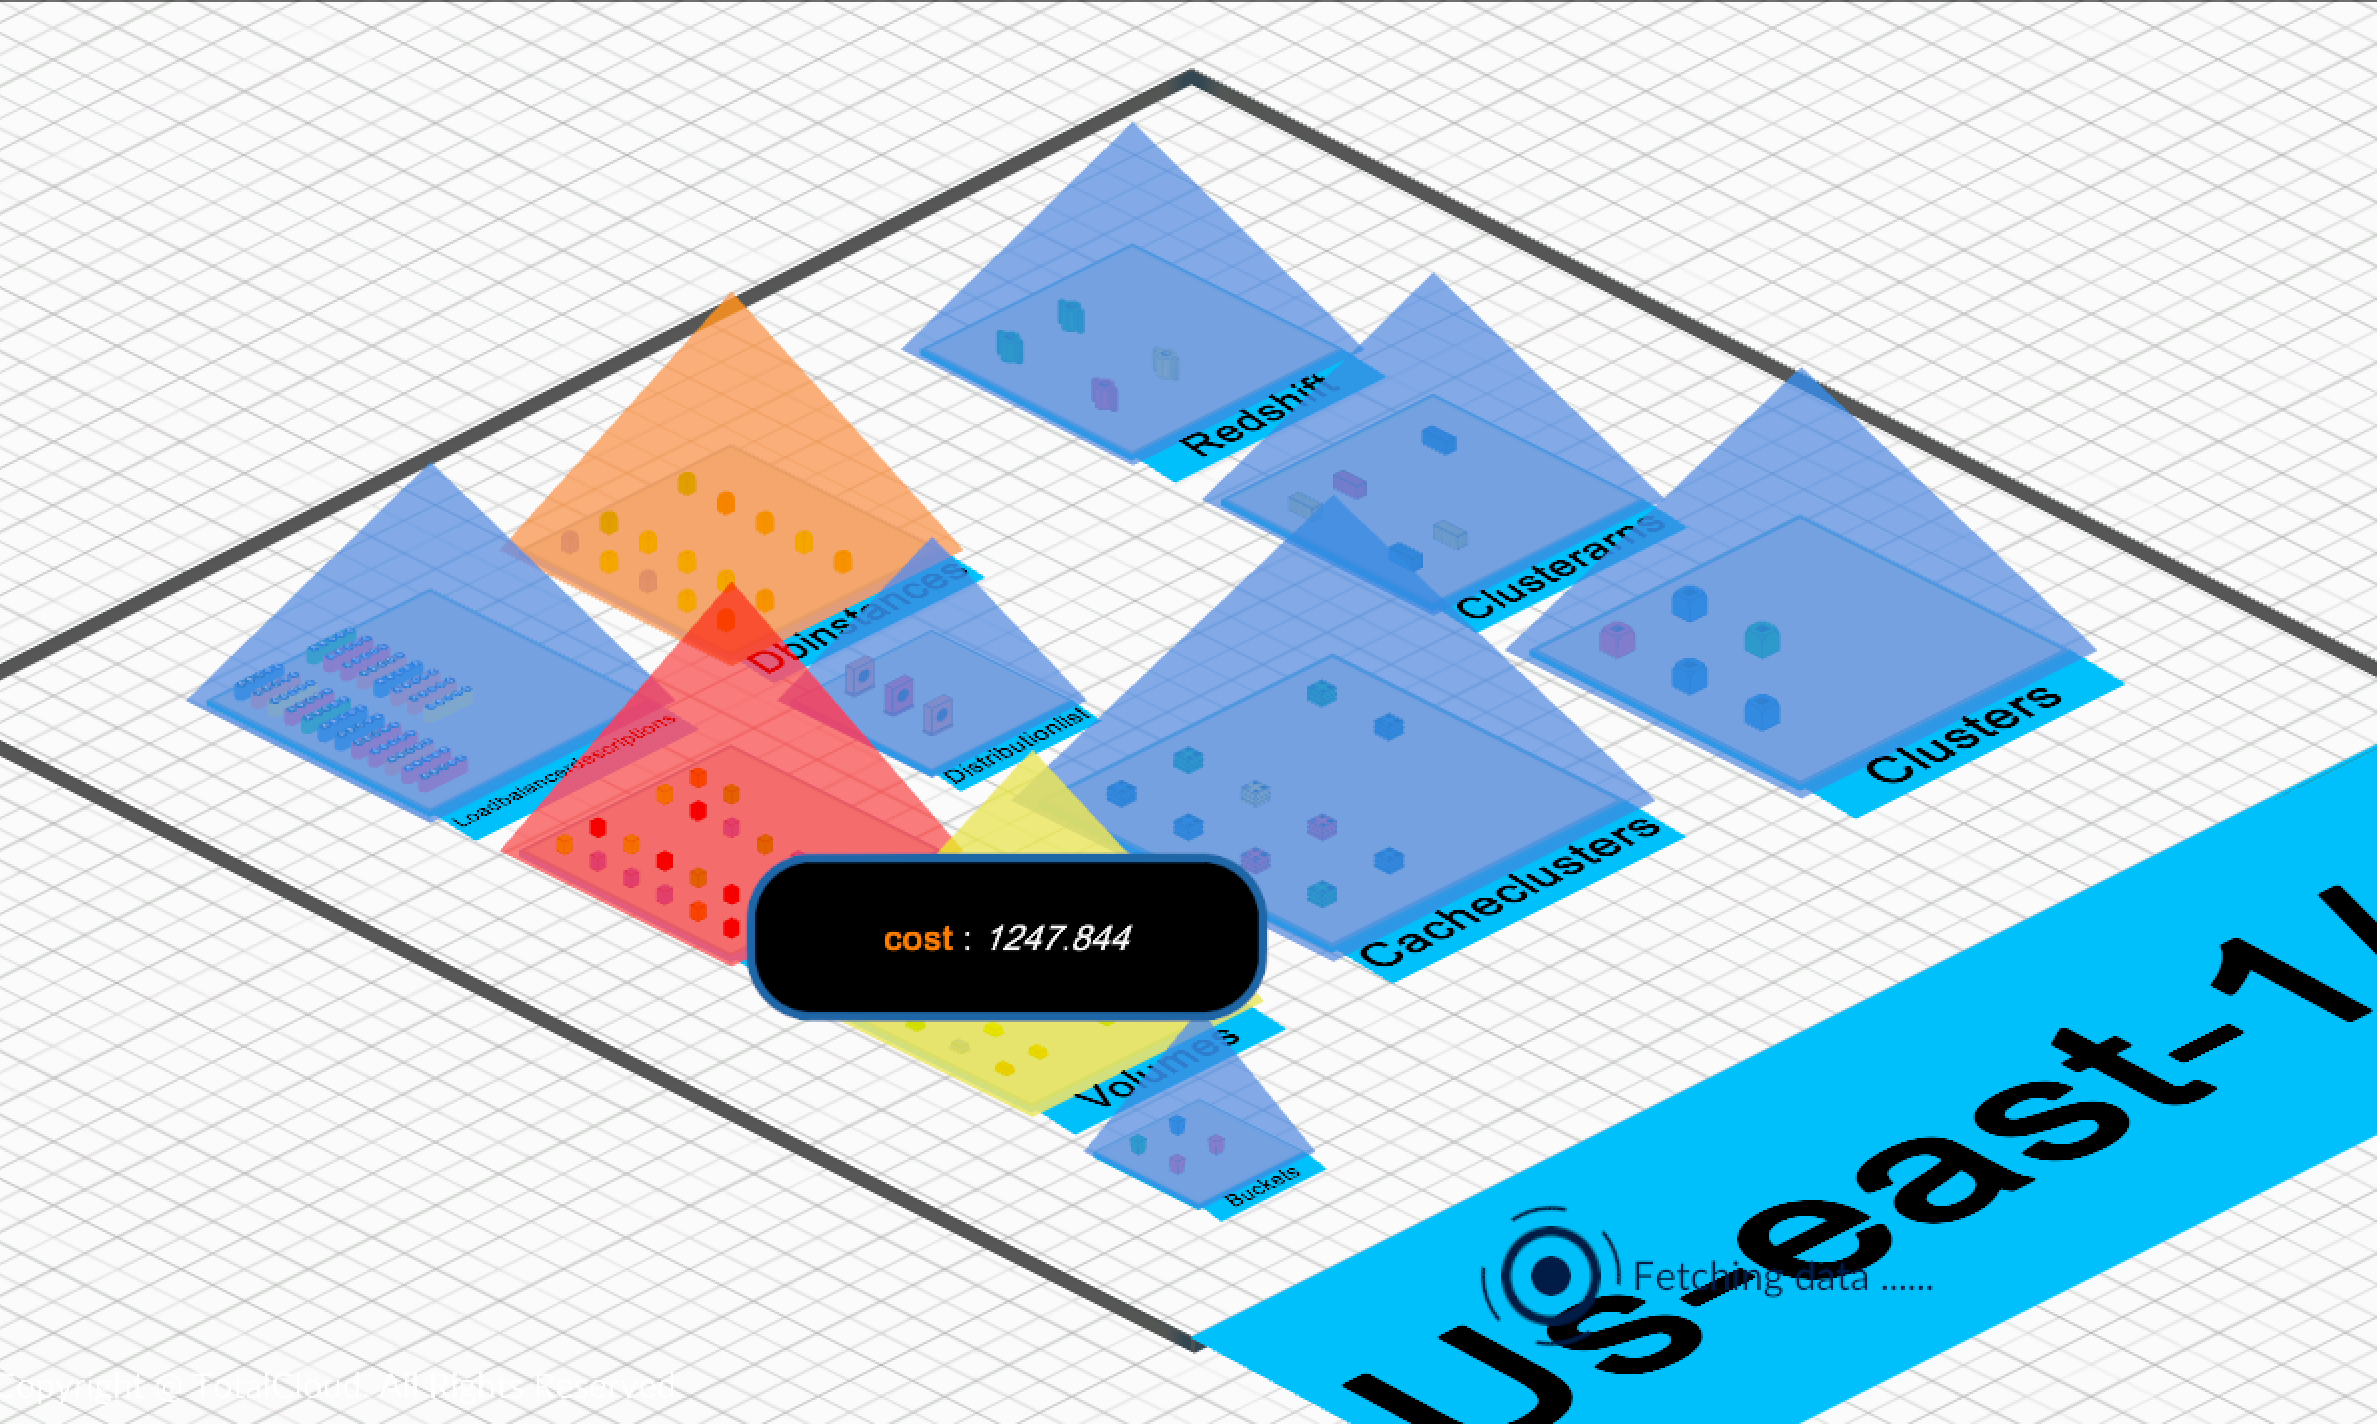 Redshift
Clusterarns
Clusters
Dbinstances
Loadbalancerdescriptions
Distributionlist
Cacheclusters
cost : 1247.844
Volumes
Buckets
Us-east-1
Fetching data ......
opyright © TotalCloud. All Rights Reserved